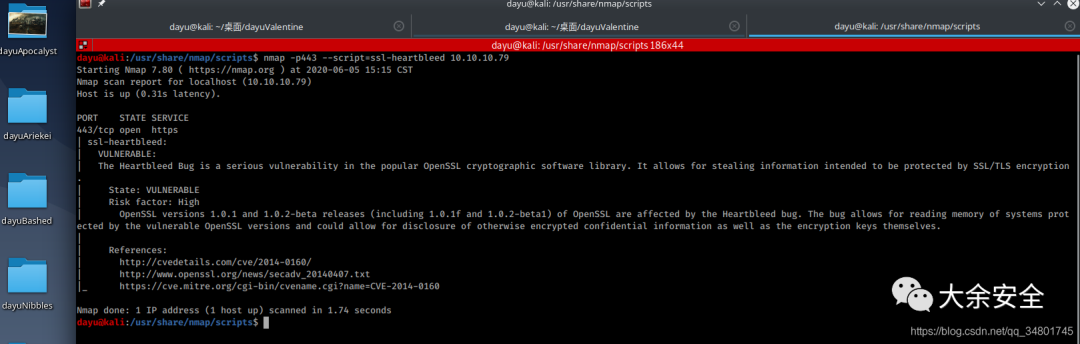 dayu@kali: /usr/share/nmap/scripts
dayu@kali: ~/桌面/dayuValentine
dayu@kali: ~/桌面/dayuValentine
dayu@kali: /usr/share/nmap/scripts
dayu@kali: /usr/share/nmap/scripts 186x44
dayuApocalyst
dayuAriekei
dayuBashed
dayuNibbles
dayu@kali:/usr/share/nmap/scripts$ nmap -p443 --script=ssl-heartbleed 10.10.10.79
Starting Nmap 7.80 ( https://nmap.org ) at 2020-06-05 15:15 CST
Nmap scan report for localhost (10.10.10.79)
Host is up (0.31s latency).
PORT    STATE SERVICE
443/tcp open  https
| ssl-heartbleed:
|   VULNERABLE:
|   The Heartbleed Bug is a serious vulnerability in the popular OpenSSL cryptographic software library. It allows for stealing information intended to be protected by SSL/TLS encryption
.
|     State: VULNERABLE
|     Risk factor: High
|       OpenSSL versions 1.0.1 and 1.0.2-beta releases (including 1.0.1f and 1.0.2-beta1) of OpenSSL are affected by the Heartbleed bug. The bug allows for reading memory of systems prot
ected by the vulnerable OpenSSL versions and could allow for disclosure of otherwise encrypted confidential information as well as the encryption keys themselves.
|
|     References:
|       http://cvedetails.com/cve/2014-0160/
|       http://www.openssl.org/news/secadv_20140407.txt
|_      https://cve.mitre.org/cgi-bin/cvename.cgi?name=CVE-2014-0160
Nmap done: 1 IP address (1 host up) scanned in 1.74 seconds
dayu@kali:/usr/share/nmap/scripts$
大余安全
https://blog.csdn.net/qq_34801745